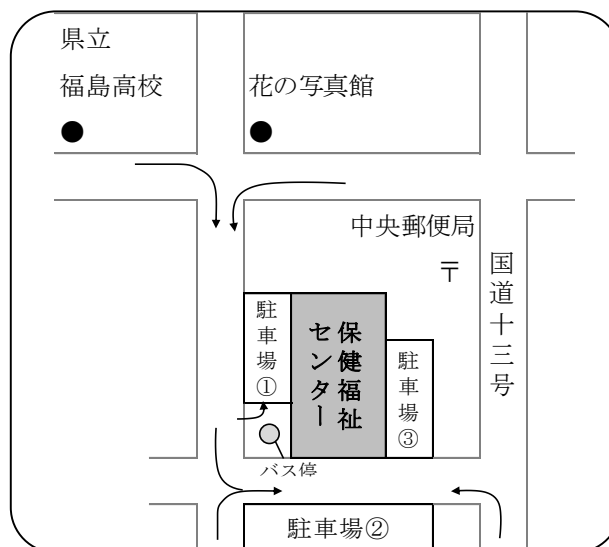 県立
福島高校
花の写真館
中央郵便局
〒
国道十三号
駐車場①
保健福祉
センター
駐車場③
バス停
駐車場②